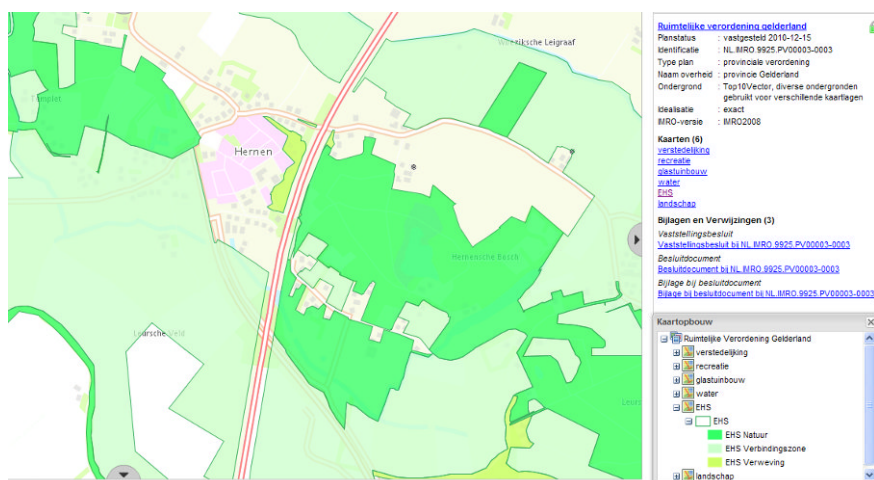 Hernen
Hernensche Bosch
Leursche Veld
Ruimtelijke verordening gelderland
Planstatus : vastgesteld 2010-12-15
Identificatie : NL.IMRO.9925.PV00003-0003
Type plan : provinciale verordening
Naam overheid : provincie Gelderland
Ondergrond : Top10Vector, diverse ondergronden
gebruikt voor verschillende kaartlagen
Idealisatie : exact
IMRO-versie : IMRO2008
Kaarten (6)
verstedelijking
recreatie
glastuinbouw
water
EHS
landschap
Bijlagen en Verwijzingen (3)
Vaststellingsbesluit
Vaststellingsbesluit bij NL.IMRO.9925.PV00003-0003
Besluitdocument
Besluitdocument bij NL.IMRO.9925.PV00003-0003
Bijlage bij besluitdocument
Bijlage bij besluitdocument bij NL.IMRO.9925.PV00003-0003
Kaartopbouw
Ruimtelijke Verordening Gelderland
verstedelijking
recreatie
glastuinbouw
water
EHS
EHS
EHS Natuur
EHS Verbindingszone
EHS Verweving
landschap